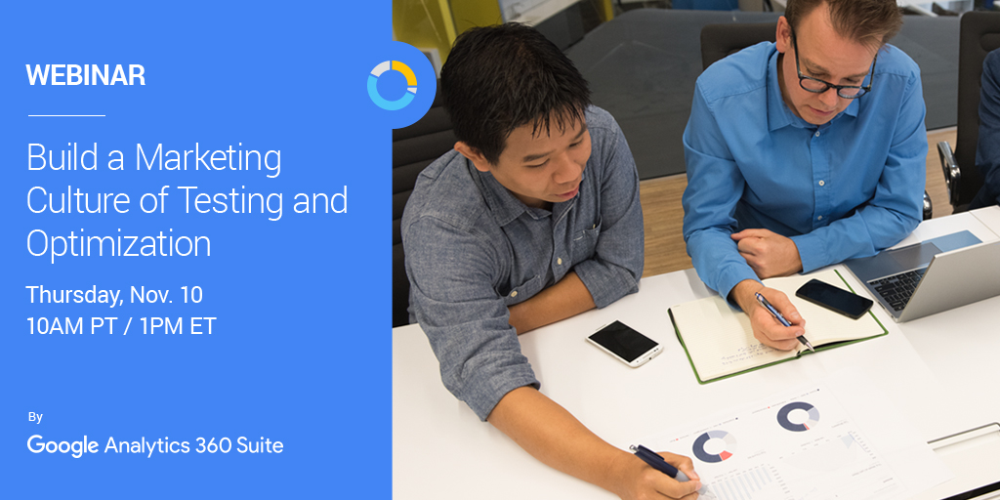 WEBINAR
Build a Marketing
Culture of Testing and
Optimization
Thursday, Nov. 10
10AM PT / 1PM ET
By
Google Analytics 360 Suite